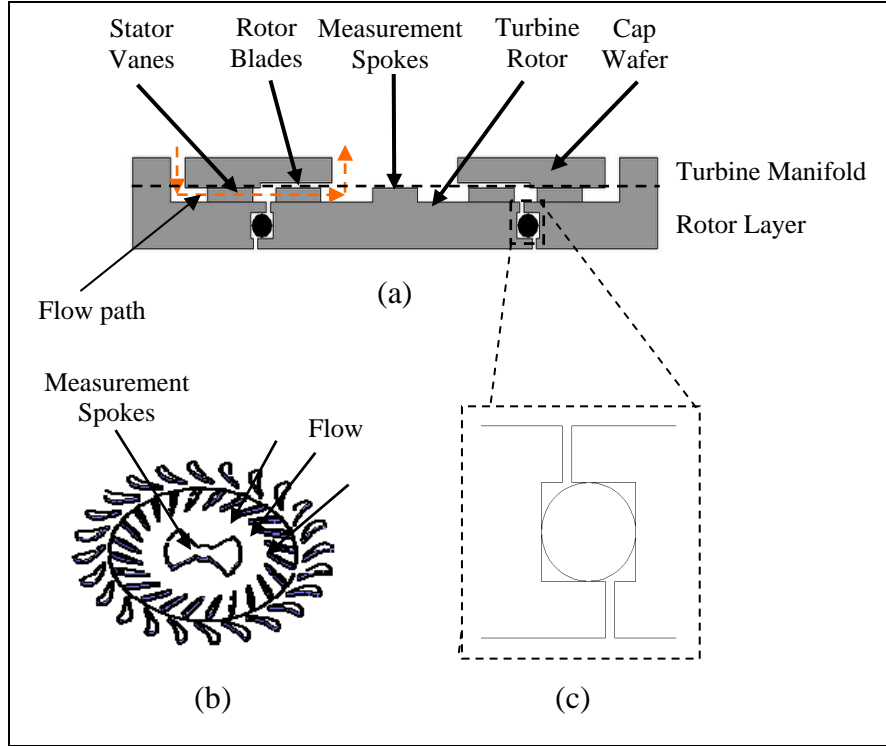 Stator
Vanes
Rotor
Blades
Measurement
Spokes
Turbine
Rotor
Cap
Wafer
Turbine Manifold
Rotor Layer
(a)
Flow path
Measurement
Spokes
Flow
(b)
(c)